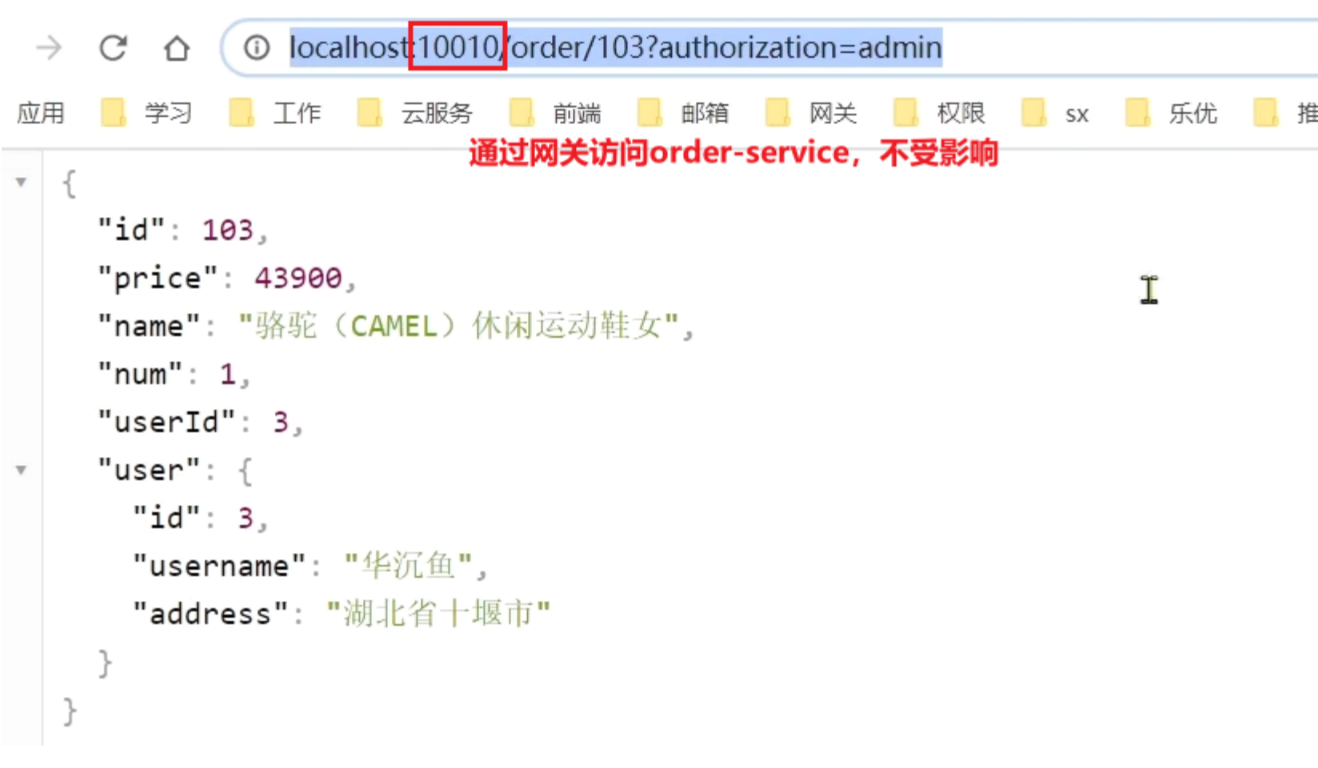 localhost:10010/order/103?authorization=admin
应用 学习 工作 云服务 前端 邮箱 网关 权限 sx 乐优 推
通过网关访问order-service，不受影响
{
"id": 103,
"price": 43900,
"name": "骆驼（CAMEL）休闲运动鞋女",
"num": 1,
"userId": 3,
"user": {
"id": 3,
"username": "华沉鱼",
"address": "湖北省十堰市"
}
}